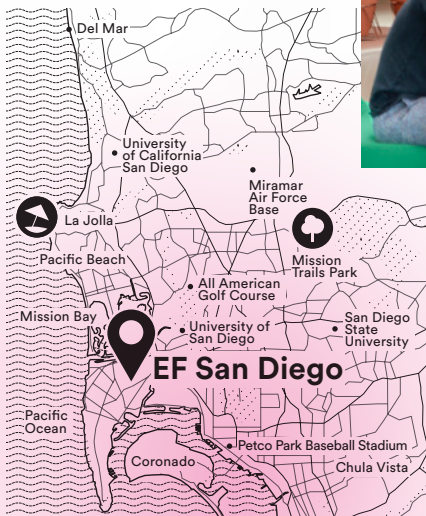 Del Mar
University
of California
San Diego
Miramar
Air Force
Base
La Jolla
Mission
Trails Park
Pacific Beach
All American
Golf Course
Mission Bay
University of
San Diego
San Diego
State
University
EF San Diego
Pacific
Ocean
Petco Park Baseball Stadium
Coronado
Chula Vista